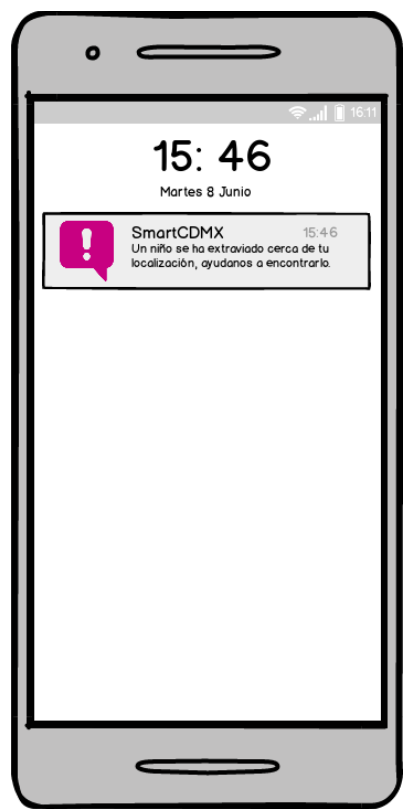 16:11
15: 46
Martes 8 Junio
SmartCDMX 15:46
Un niño se ha extraviado cerca de tu
localización, ayudanos a encontrarlo.